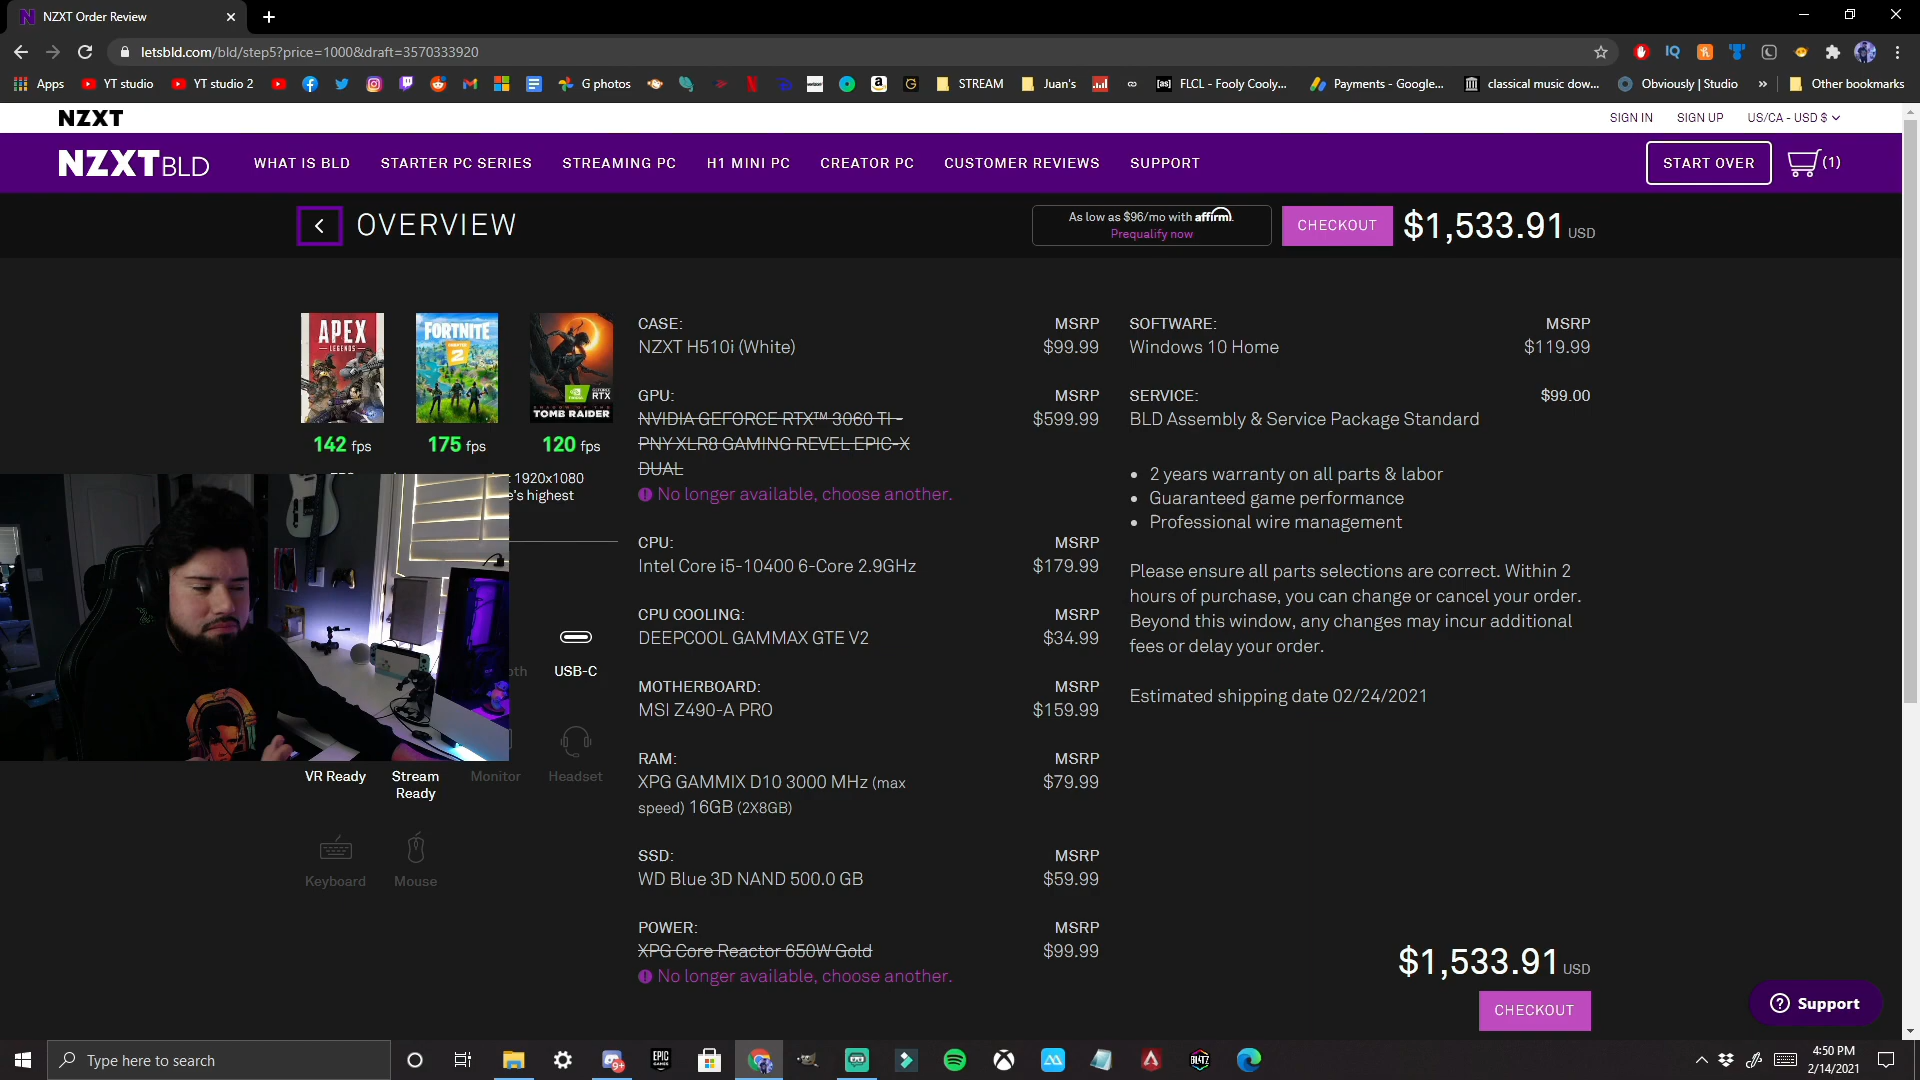 NZXT Order Review
letsbld.com/bld/step5?price=1000&draft=3570333920
Apps
YT studio
YT studio 2
G photos
STREAM
Juan's
[as] FLCL - Fooly Cooly...
Payments - Google...
classical music dow...
Obviously | Studio
»
Other bookmarks
NZXT
SIGN IN
SIGN UP
US/CA - USD $
NZXT BLD
WHAT IS BLD
STARTER PC SERIES
STREAMING PC
H1 MINI PC
CREATOR PC
CUSTOMER REVIEWS
SUPPORT
START OVER
(1)
OVERVIEW
As low as $96/mo with affirm.
Prequalify now
CHECKOUT
$1,533.91 USD
APEX
LEGENDS
FORTNITE
2
TOMB RAIDER
142 fps
175 fps
120 fps
: 1920x1080
e's highest
USB-C
VR Ready
Stream
Ready
Monitor
Headset
Keyboard
Mouse
CASE: MSRP
NZXT H510i (White) $99.99
GPU: MSRP
NVIDIA GEFORCE RTX™ 3060 TI - $599.99
PNY XLR8 GAMING REVEL EPIC-X
DUAL
No longer available, choose another.
CPU: MSRP
Intel Core i5-10400 6-Core 2.9GHz $179.99
CPU COOLING: MSRP
DEEPCOOL GAMMAX GTE V2 $34.99
MOTHERBOARD: MSRP
MSI Z490-A PRO $159.99
RAM: MSRP
XPG GAMMIX D10 3000 MHz (max $79.99
speed) 16GB (2X8GB)
SSD: MSRP
WD Blue 3D NAND 500.0 GB $59.99
POWER: MSRP
XPG Core Reactor 650W Gold $99.99
No longer available, choose another.
SOFTWARE: MSRP
Windows 10 Home $119.99
SERVICE: $99.00
BLD Assembly & Service Package Standard
• 2 years warranty on all parts & labor
• Guaranteed game performance
• Professional wire management
Please ensure all parts selections are correct. Within 2
hours of purchase, you can change or cancel your order.
Beyond this window, any changes may incur additional
fees or delay your order.
Estimated shipping date 02/24/2021
$1,533.91 USD
CHECKOUT
Support
Type here to search
4:50 PM
2/14/2021